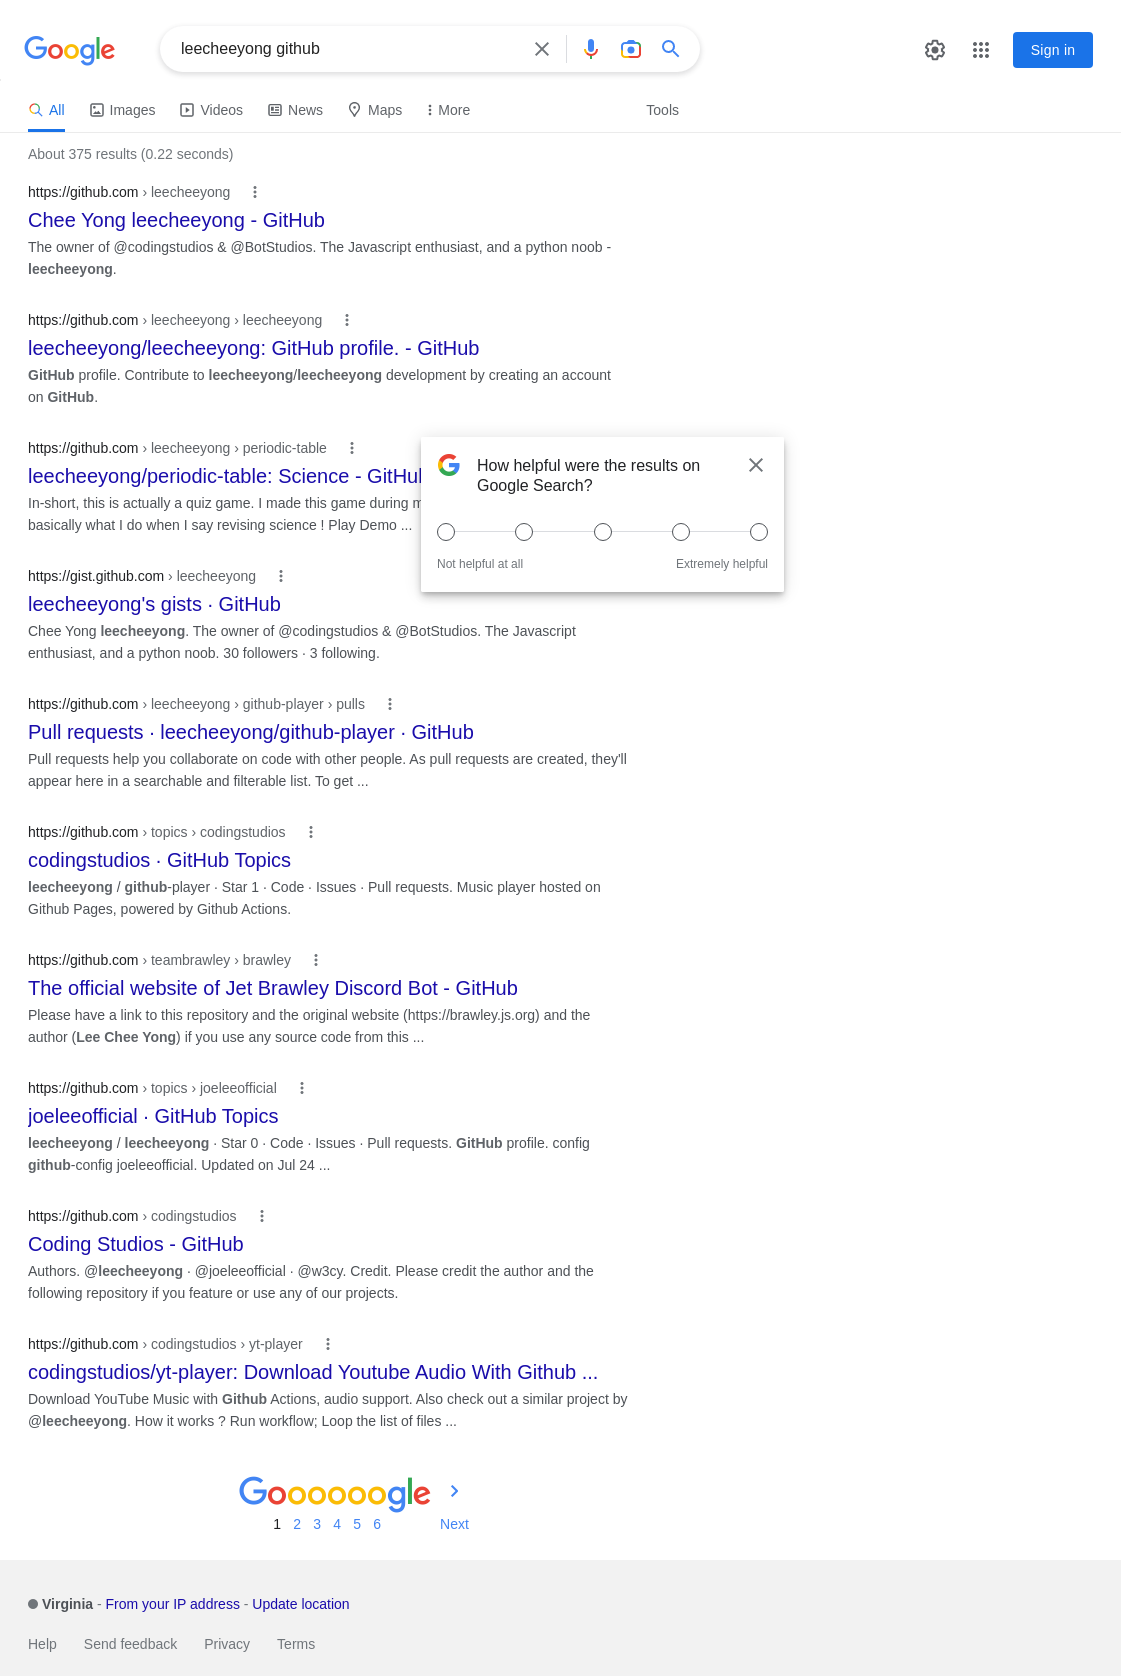 Google
leecheeyong github
Sign in
All
Images
Videos
News
Maps
More
Tools
About 375 results (0.22 seconds)
https://github.com › leecheeyong
Chee Yong leecheeyong - GitHub
The owner of @codingstudios & @BotStudios. The Javascript enthusiast, and a python noob -
leecheeyong.
https://github.com › leecheeyong › leecheeyong
leecheeyong/leecheeyong: GitHub profile. - GitHub
GitHub profile. Contribute to leecheeyong/leecheeyong development by creating an account
on GitHub.
https://github.com › leecheeyong › periodic-table
leecheeyong/periodic-table: Science - GitHub
In-short, this is actually a quiz game. I made this game during
basically what I do when I say revising science ! Play Demo ...
How helpful were the results on
Google Search?
Not helpful at all
Extremely helpful
https://gist.github.com › leecheeyong
leecheeyong's gists · GitHub
Chee Yong leecheeyong. The owner of @codingstudios & @BotStudios. The Javascript
enthusiast, and a python noob. 30 followers · 3 following.
https://github.com › leecheeyong › github-player › pulls
Pull requests · leecheeyong/github-player · GitHub
Pull requests help you collaborate on code with other people. As pull requests are created, they'll
appear here in a searchable and filterable list. To get ...
https://github.com › topics › codingstudios
codingstudios · GitHub Topics
leecheeyong / github-player · Star 1 · Code · Issues · Pull requests. Music player hosted on
Github Pages, powered by Github Actions.
https://github.com › teambrawley › brawley
The official website of Jet Brawley Discord Bot - GitHub
Please have a link to this repository and the original website (https://brawley.js.org) and the
author (Lee Chee Yong) if you use any source code from this ...
https://github.com › topics › joeleeofficial
joeleeofficial · GitHub Topics
leecheeyong / leecheeyong · Star 0 · Code · Issues · Pull requests. GitHub profile. config
github-config joeleeofficial. Updated on Jul 24 ...
https://github.com › codingstudios
Coding Studios - GitHub
Authors. @leecheeyong · @joeleeofficial · @w3cy. Credit. Please credit the author and the
following repository if you feature or use any of our projects.
https://github.com › codingstudios › yt-player
codingstudios/yt-player: Download Youtube Audio With Github ...
Download YouTube Music with Github Actions, audio support. Also check out a similar project by
@leecheeyong. How it works ? Run workflow; Loop the list of files ...
Goooooogle
1 2 3 4 5 6 Next
Virginia - From your IP address - Update location
Help Send feedback Privacy Terms